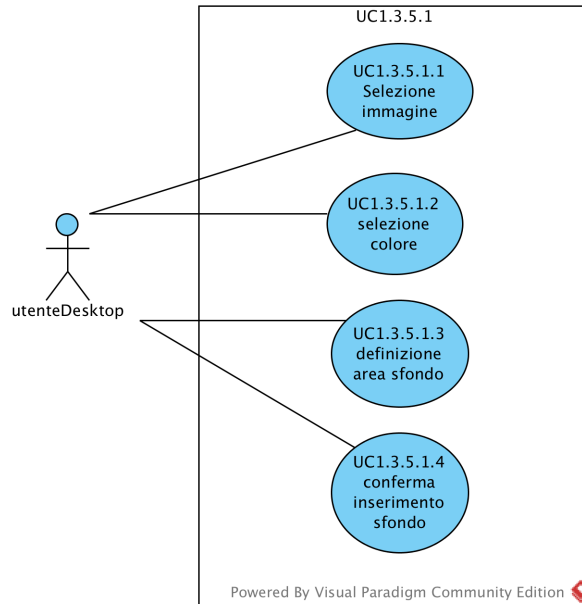 UC1.3.5.1
UC1.3.5.1.1
Selezione
immagine
UC1.3.5.1.2
selezione
colore
utenteDesktop
UC1.3.5.1.3
definizione
area sfondo
UC1.3.5.1.4
conferma
inserimento
sfondo
Powered By Visual Paradigm Community Edition